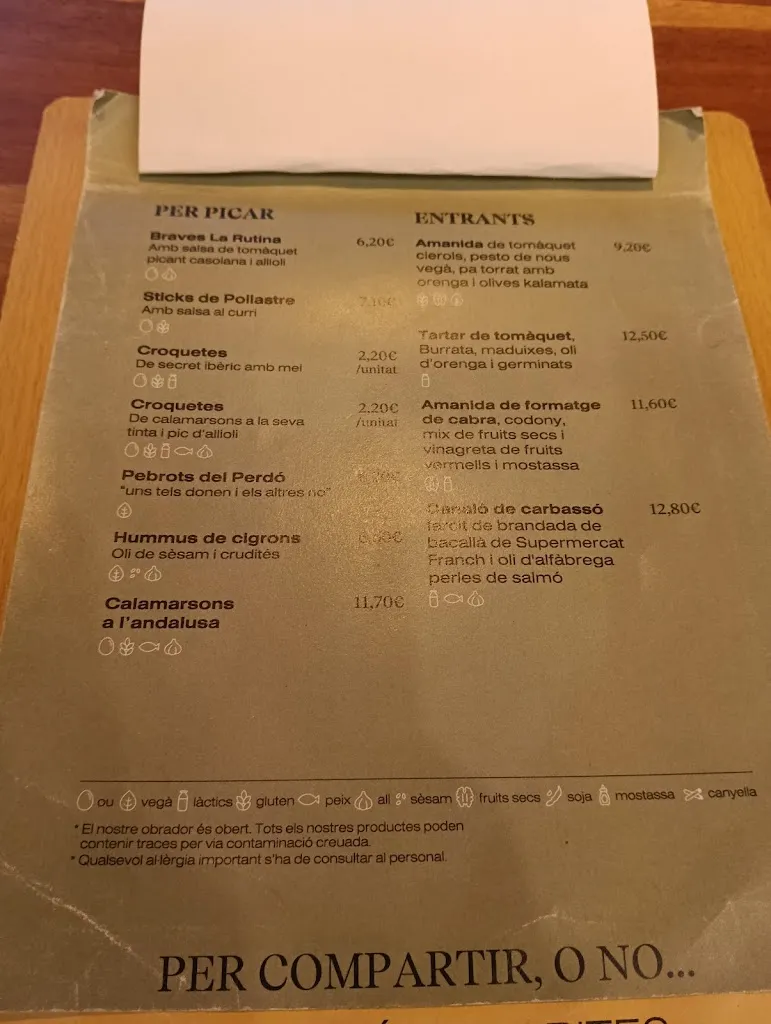 PER PICAR
Braves La Rutina 6,20€
Amb salsa de tomàquet
picant casolana i allioli
Sticks de Pollastre 7,10€
Amb salsa al curri
Croquetes 2,20€
De secret ibèric amb mel /unitat
Croquetes 2,20€
De calamarsons a la seva /unitat
tinta i pic d'allioli
Pebrots del Perdó
"uns tels donen i els altres no"
Hummus de cigrons
Oli de sèsam i crudités
Calamarsons 11,70€
a l'andalusa
ENTRANTS
Amanida de tomàquet 9,20€
cierols, pesto de nous
vegà, pa torrat amb
orenga i olives kalamata
Tartar de tomàquet, 12,50€
Burrata, maduixes, oli
d'orenga i germinats
Amanida de formatge 11,60€
de cabra, codony,
mix de fruits secs i
vinagreta de fruits
vermells i mostassa
Canaló de carbassó 12,80€
farcit de brandada de
bacallà de Supermercat
Franch i oli d'alfàbrega
perles de salmó
ou vegà làctics gluten peix all sèsam fruits secs soja mostassa canyella
* El nostre obrador és obert. Tots els nostres productes poden
contenir traces per via contaminació creuada.
* Qualsevol al·lèrgia important s'ha de consultar al personal.
PER COMPARTIR, O NO...